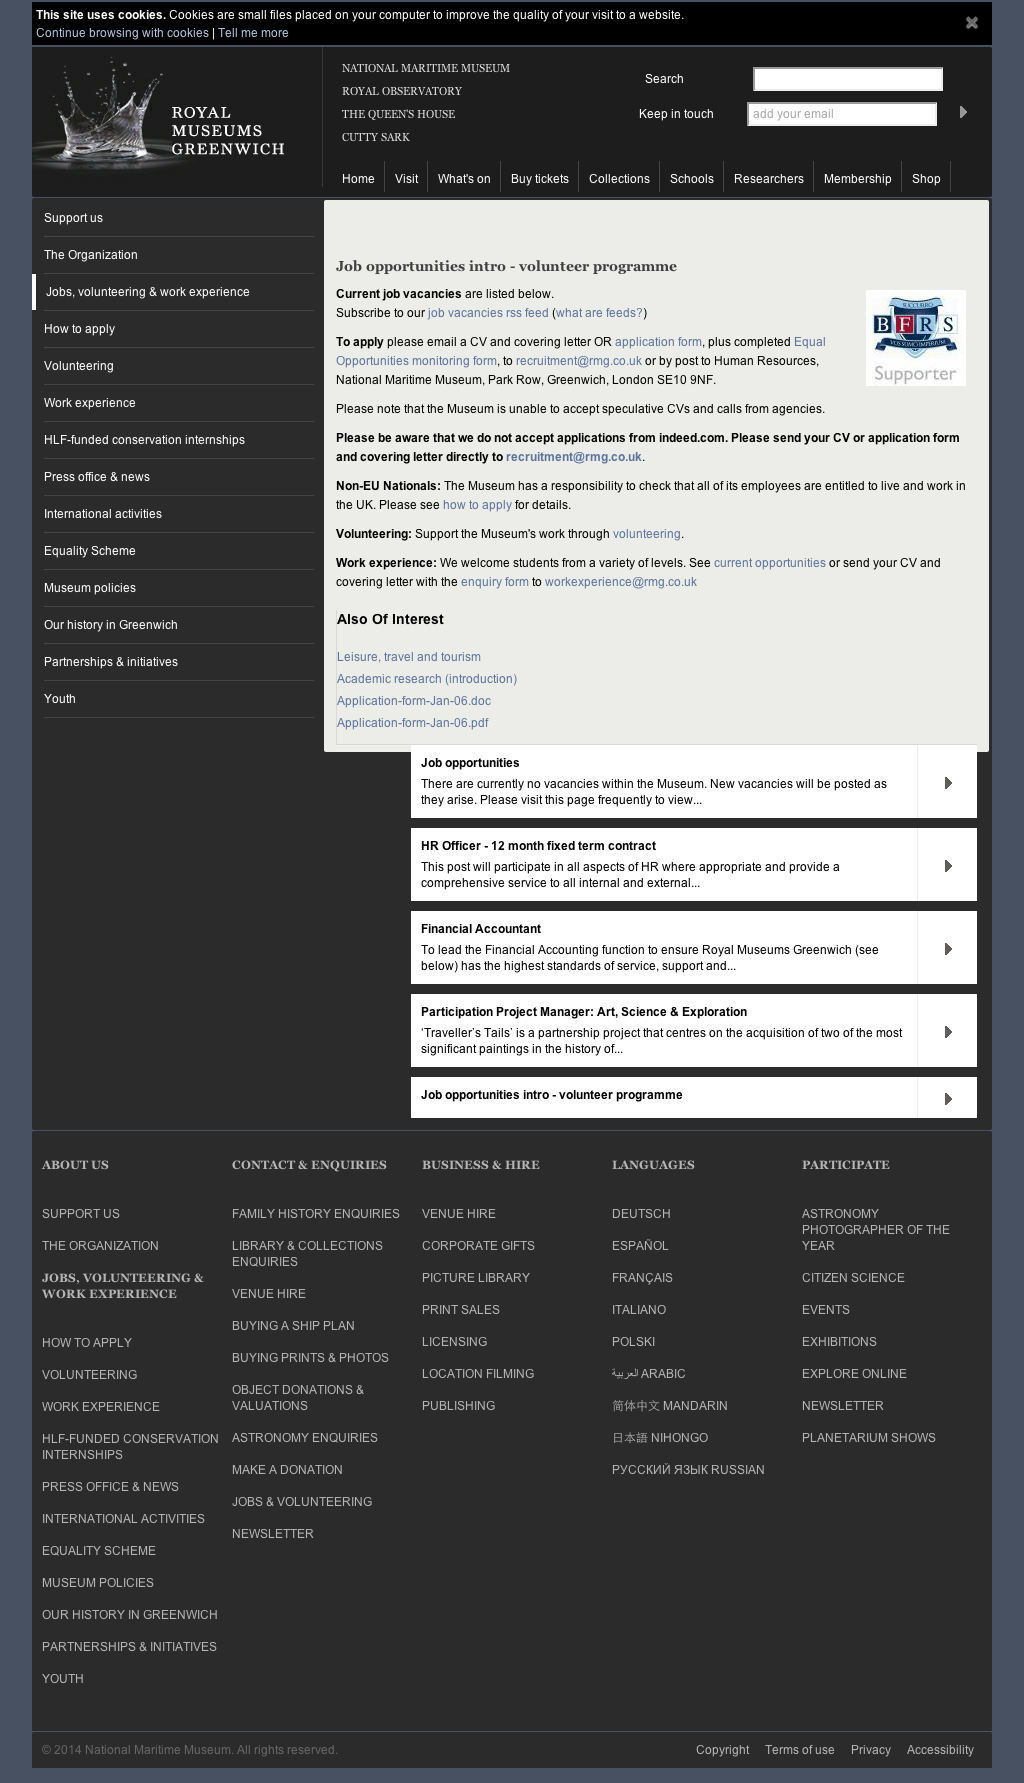 This site uses cookies. Cookies are small files placed on your computer to improve the quality of your visit to a website.
Continue browsing with cookies | Tell me more
ROYAL
MUSEUMS
GREENWICH
NATIONAL MARITIME MUSEUM
ROYAL OBSERVATORY
THE QUEEN'S HOUSE
CUTTY SARK
Search
Keep in touch add your email
Home Visit What's on Buy tickets Collections Schools Researchers Membership Shop
Support us
The Organization
Jobs, volunteering & work experience
How to apply
Volunteering
Work experience
HLF-funded conservation internships
Press office & news
International activities
Equality Scheme
Museum policies
Our history in Greenwich
Partnerships & initiatives
Youth
Job opportunities intro - volunteer programme
Current job vacancies are listed below.
Subscribe to our job vacancies rss feed (what are feeds?)
To apply please email a CV and covering letter OR application form, plus completed Equal
Opportunities monitoring form, to recruitment@rmg.co.uk or by post to Human Resources,
National Maritime Museum, Park Row, Greenwich, London SE10 9NF.
SUCCURRO
BFRS
VOS SUMO IMPERIUM
Supporter
Please note that the Museum is unable to accept speculative CVs and calls from agencies.
Please be aware that we do not accept applications from indeed.com. Please send your CV or application form
and covering letter directly to recruitment@rmg.co.uk.
Non-EU Nationals: The Museum has a responsibility to check that all of its employees are entitled to live and work in
the UK. Please see how to apply for details.
Volunteering: Support the Museum's work through volunteering.
Work experience: We welcome students from a variety of levels. See current opportunities or send your CV and
covering letter with the enquiry form to workexperience@rmg.co.uk
Also Of Interest
Leisure, travel and tourism
Academic research (introduction)
Application-form-Jan-06.doc
Application-form-Jan-06.pdf
Job opportunities
There are currently no vacancies within the Museum. New vacancies will be posted as
they arise. Please visit this page frequently to view...
HR Officer - 12 month fixed term contract
This post will participate in all aspects of HR where appropriate and provide a
comprehensive service to all internal and external...
Financial Accountant
To lead the Financial Accounting function to ensure Royal Museums Greenwich (see
below) has the highest standards of service, support and...
Participation Project Manager: Art, Science & Exploration
‘Traveller’s Tails’ is a partnership project that centres on the acquisition of two of the most
significant paintings in the history of...
Job opportunities intro - volunteer programme
ABOUT US
SUPPORT US
THE ORGANIZATION
JOBS, VOLUNTEERING &
WORK EXPERIENCE
HOW TO APPLY
VOLUNTEERING
WORK EXPERIENCE
HLF-FUNDED CONSERVATION
INTERNSHIPS
PRESS OFFICE & NEWS
INTERNATIONAL ACTIVITIES
EQUALITY SCHEME
MUSEUM POLICIES
OUR HISTORY IN GREENWICH
PARTNERSHIPS & INITIATIVES
YOUTH
CONTACT & ENQUIRIES
FAMILY HISTORY ENQUIRIES
LIBRARY & COLLECTIONS
ENQUIRIES
VENUE HIRE
BUYING A SHIP PLAN
BUYING PRINTS & PHOTOS
OBJECT DONATIONS &
VALUATIONS
ASTRONOMY ENQUIRIES
MAKE A DONATION
JOBS & VOLUNTEERING
NEWSLETTER
BUSINESS & HIRE
VENUE HIRE
CORPORATE GIFTS
PICTURE LIBRARY
PRINT SALES
LICENSING
LOCATION FILMING
PUBLISHING
LANGUAGES
DEUTSCH
ESPAÑOL
FRANÇAIS
ITALIANO
POLSKI
العربية ARABIC
简体中文 MANDARIN
日本語 NIHONGO
РУССКИЙ ЯЗЫК RUSSIAN
PARTICIPATE
ASTRONOMY
PHOTOGRAPHER OF THE
YEAR
CITIZEN SCIENCE
EVENTS
EXHIBITIONS
EXPLORE ONLINE
NEWSLETTER
PLANETARIUM SHOWS
© 2014 National Maritime Museum. All rights reserved.
Copyright Terms of use Privacy Accessibility